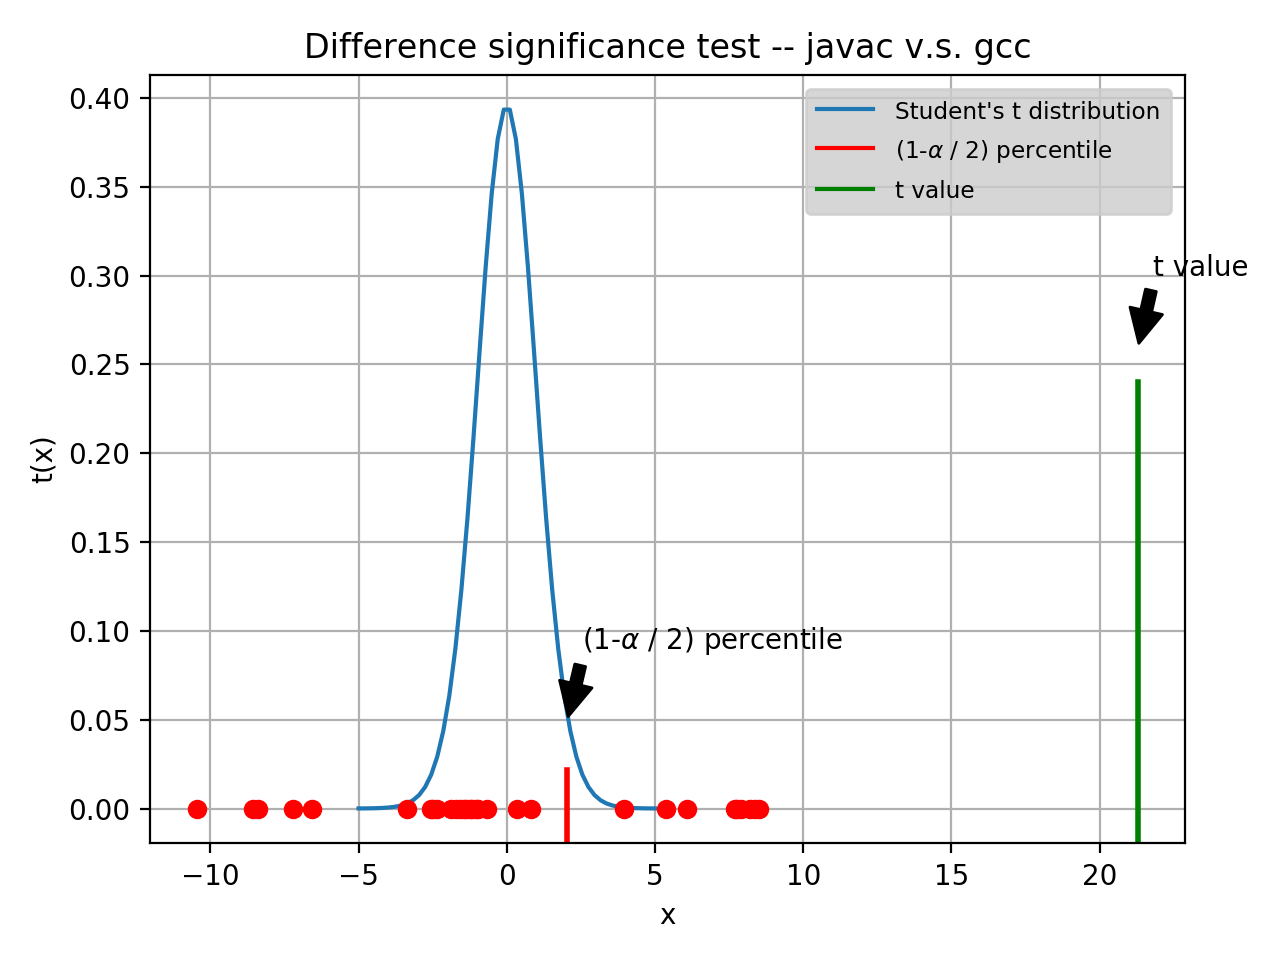 Difference significance test -- javac v.s. gcc
Student's t distribution
(1-α / 2) percentile
t value
t value
(1-α / 2) percentile
t(x)
0.40
0.35
0.30
0.25
0.20
0.15
0.10
0.05
0.00
−10
−5
0
5
10
15
20
x